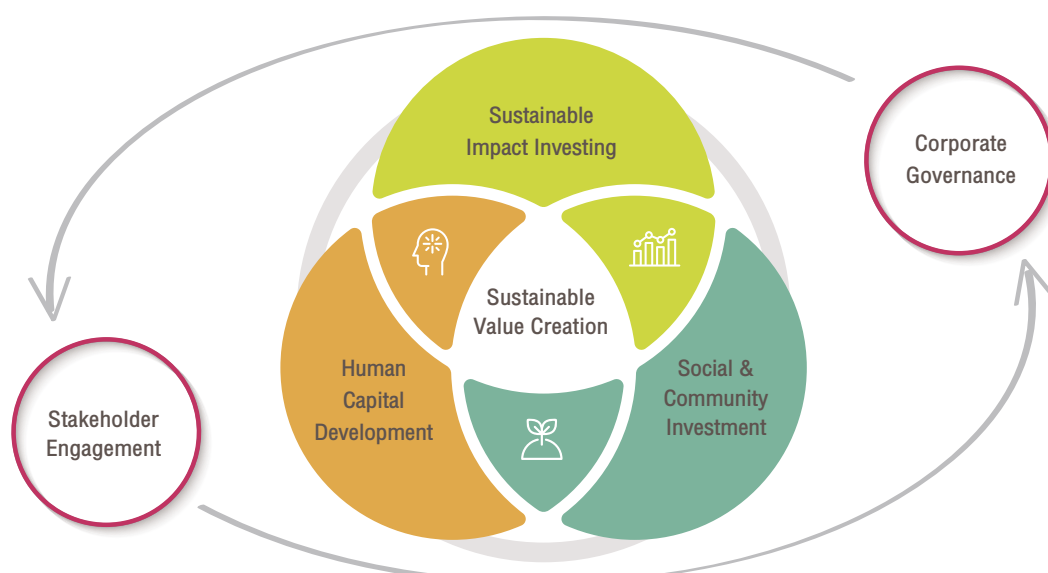 Sustainable
Impact Investing
Corporate
Governance
Sustainable
Value Creation
Human
Capital
Development
Social &
Community
Investment
Stakeholder
Engagement